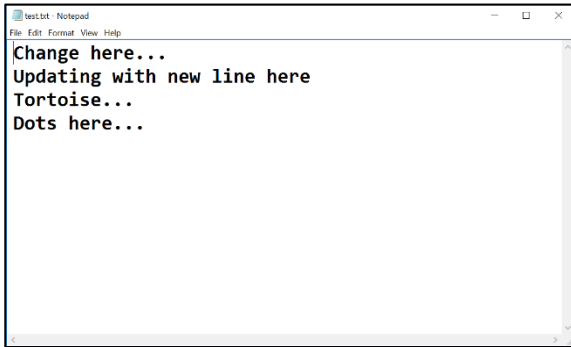 test.txt - Notepad
File Edit Format View Help
Change here...
Updating with new line here
Tortoise...
Dots here...